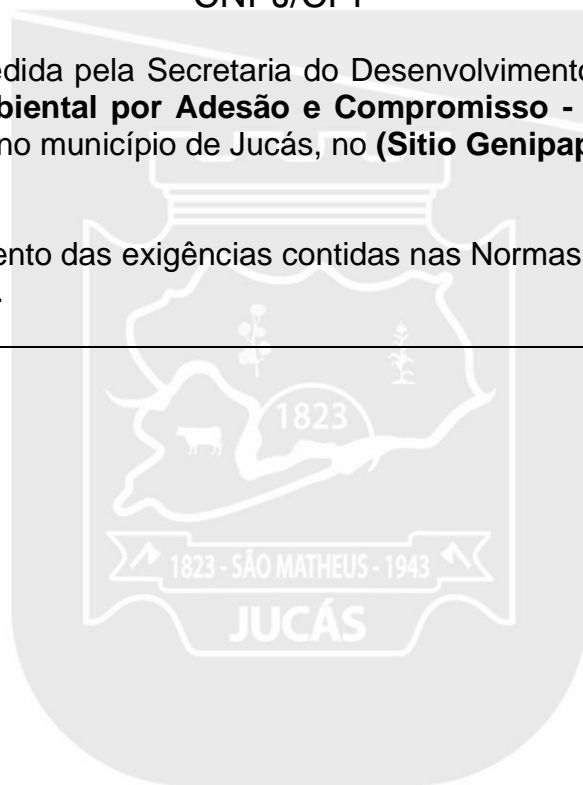 CNPJ/CPF
edida pela Secretaria do Desenvolvimento
biental por Adesão e Compromisso -
no município de Jucás, no (Sitio Genipap
ento das exigências contidas nas Normas
.
1823
1823 - SÃO MATHEUS - 1943
JUCÁS